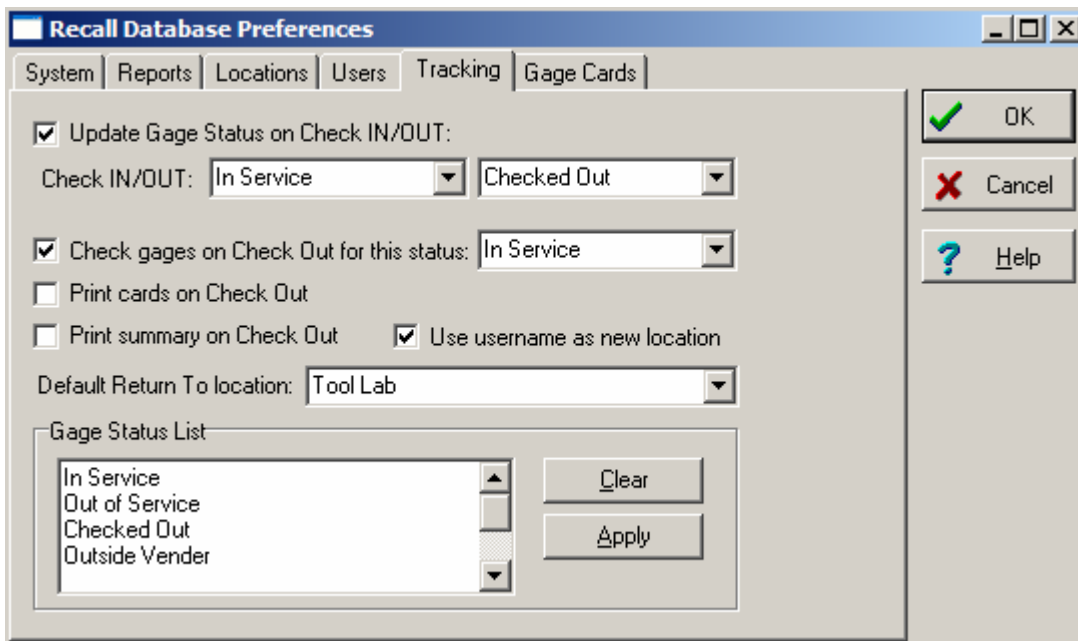 Recall Database Preferences
System Reports Locations Users Tracking Gage Cards
Update Gage Status on Check IN/OUT:
OK
Check IN/OUT: In Service Checked Out
Cancel
Check gages on Check Out for this status: In Service
Help
Print cards on Check Out
Print summary on Check Out Use username as new location
Default Return To location: Tool Lab
Gage Status List
In Service
Out of Service
Checked Out
Outside Vender
Clear
Apply